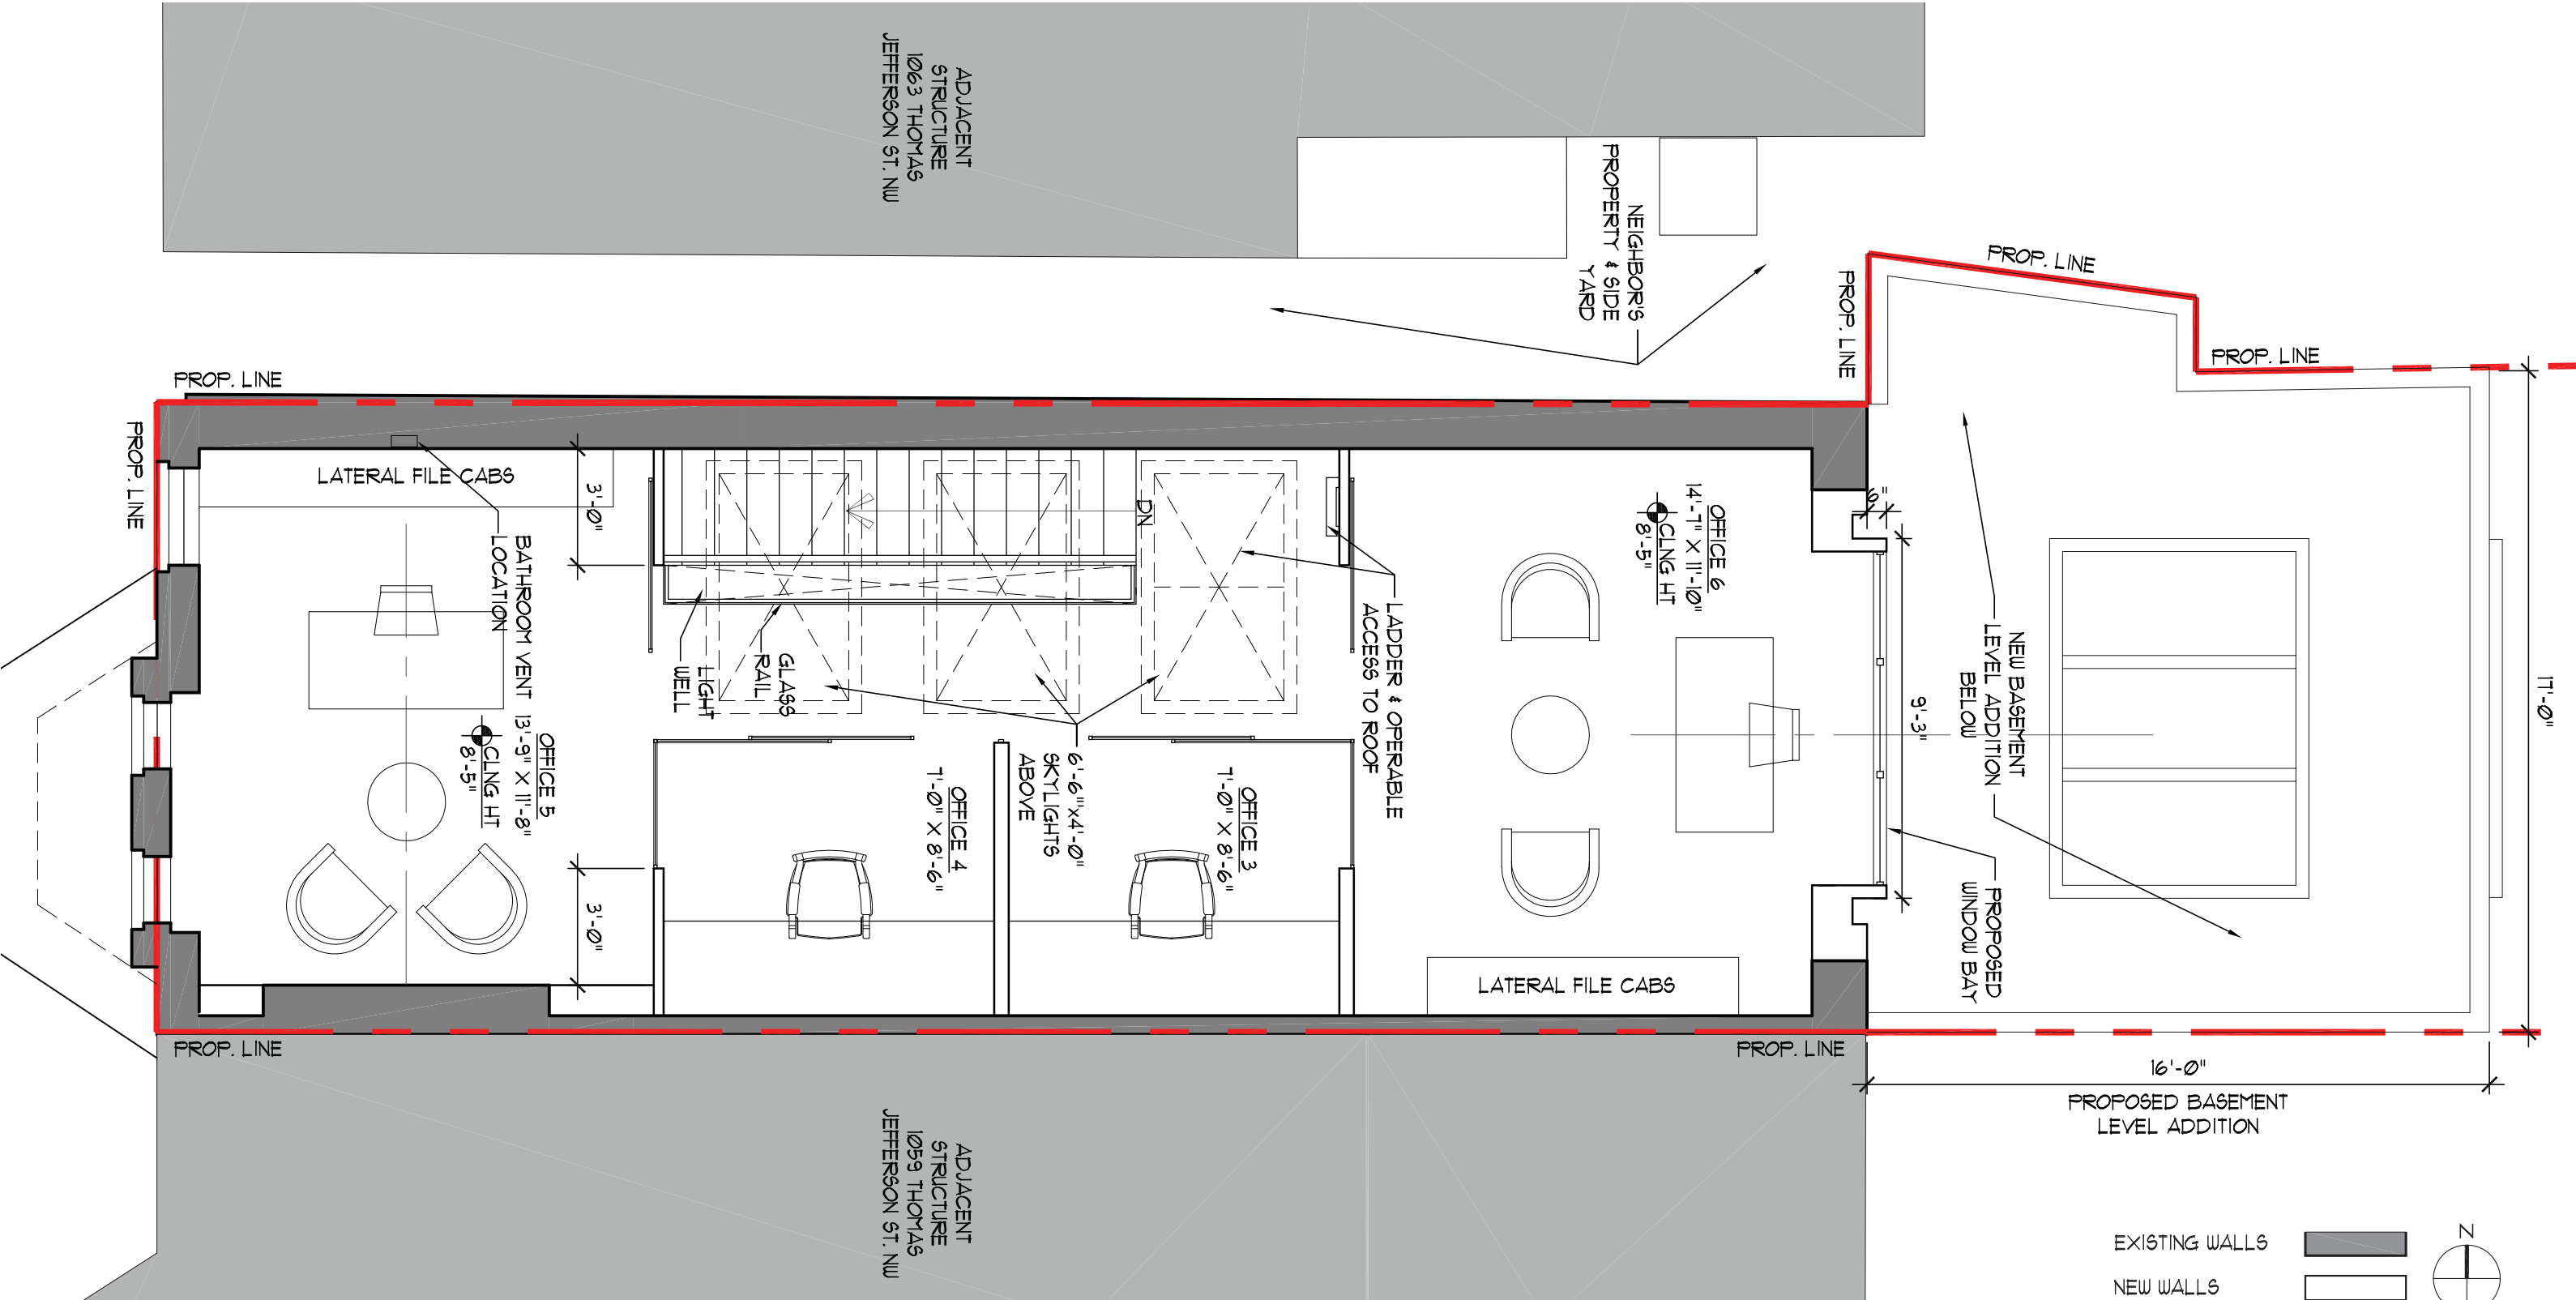 ADJACENT
STRUCTURE
1063 THOMAS
JEFFERSON ST. NW
NEIGHBOR'S
PROPERTY & SIDE
YARD
PROP. LINE
PROP. LINE
PROP. LINE
PROP. LINE
PROP. LINE
LATERAL FILE CABS
3'-0"
BATHROOM VENT
LOCATION
OFFICE 5
13'-9" X 11'-8"
CLNG HT
8'-5"
3'-0"
DN
GLASS
RAIL
LIGHT
WELL
6'-6"x4'-0"
SKYLIGHTS
ABOVE
LADDER & OPERABLE
ACCESS TO ROOF
OFFICE 4
7'-0" X 8'-6"
OFFICE 3
7'-0" X 8'-6"
OFFICE 6
14'-7" X 11'-10"
CLNG HT
8'-5"
LATERAL FILE CABS
6"
9'-3"
NEW BASEMENT
LEVEL ADDITION
BELOW
PROPOSED
WINDOW BAY
17'-0"
PROP. LINE
PROP. LINE
16'-0"
PROPOSED BASEMENT
LEVEL ADDITION
ADJACENT
STRUCTURE
1059 THOMAS
JEFFERSON ST. NW
N
EXISTING WALLS
NEW WALLS